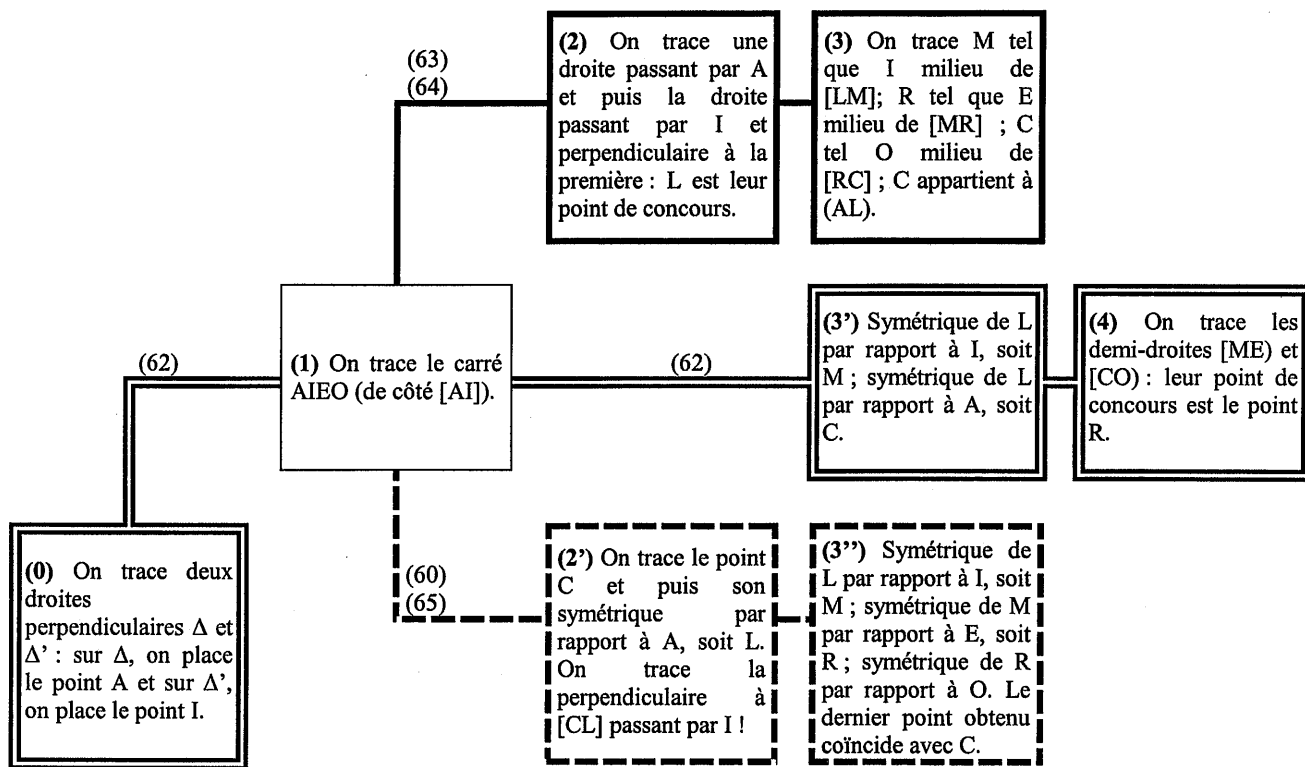 (63)
(64)
(2) On trace une
droite passant par A
et puis la droite
passant par I et
perpendiculaire à la
première : L est leur
point de concours.
(3) On trace M tel
que I milieu de
[LM]; R tel que E
milieu de [MR] ; C
tel O milieu de
[RC] ; C appartient à
(AL).
(62)
(1) On trace le carré
AIEO (de côté [AI]).
(62)
(3’) Symétrique de L
par rapport à I, soit
M ; symétrique de L
par rapport à A, soit
C.
(4) On trace les
demi-droites [ME) et
[CO) : leur point de
concours est le point
R.
(0) On trace deux
droites
perpendiculaires Δ et
Δ’ : sur Δ, on place
le point A et sur Δ’,
on place le point I.
(60)
(65)
(2’) On trace le point
C et puis son
symétrique par
rapport à A, soit L.
On trace la
perpendiculaire à
[CL] passant par I !
(3’’) Symétrique de
L par rapport à I, soit
M ; symétrique de M
par rapport à E, soit
R ; symétrique de R
par rapport à O. Le
dernier point obtenu
coïncide avec C.